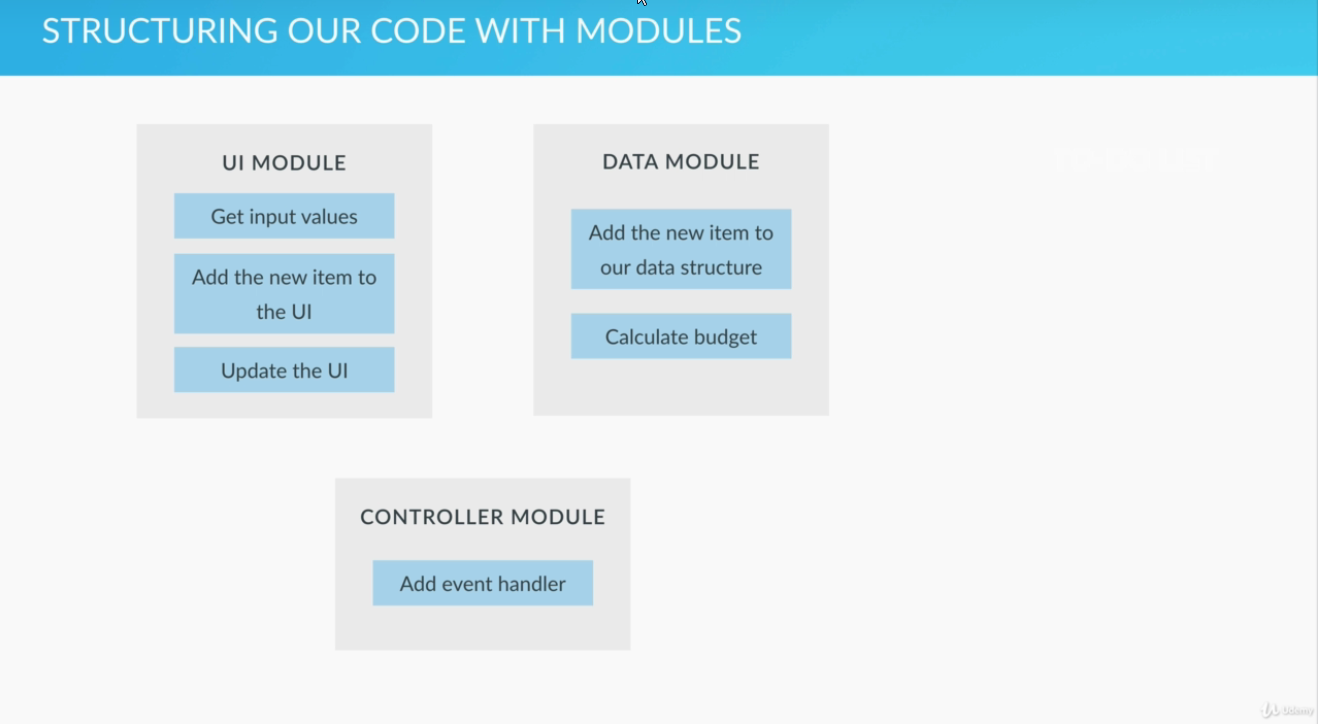 STRUCTURING OUR CODE WITH MODULES
UI MODULE
Get input values
Add the new item to
the UI
Update the UI
DATA MODULE
Add the new item to
our data structure
Calculate budget
CONTROLLER MODULE
Add event handler
Udemy